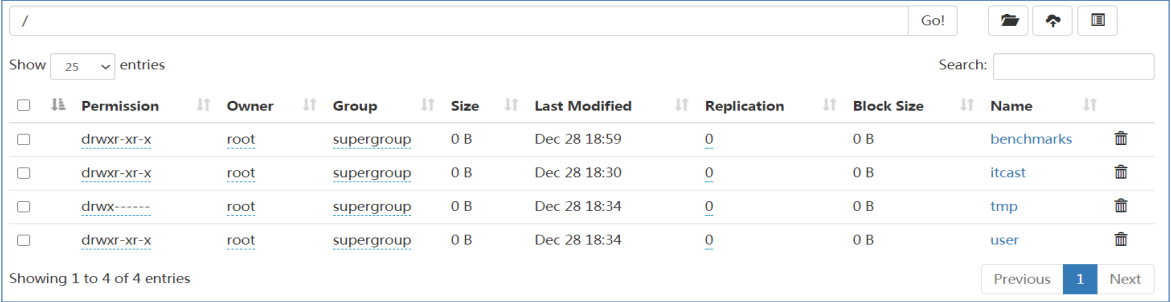 / Go!
Show 25 entries Search:
Permission Owner Group Size Last Modified Replication Block Size Name
drwxr-xr-x root supergroup 0 B Dec 28 18:59 0 0 B benchmarks
drwxr-xr-x root supergroup 0 B Dec 28 18:30 0 0 B itcast
drwx------ root supergroup 0 B Dec 28 18:34 0 0 B tmp
drwxr-xr-x root supergroup 0 B Dec 28 18:34 0 0 B user
Showing 1 to 4 of 4 entries Previous 1 Next